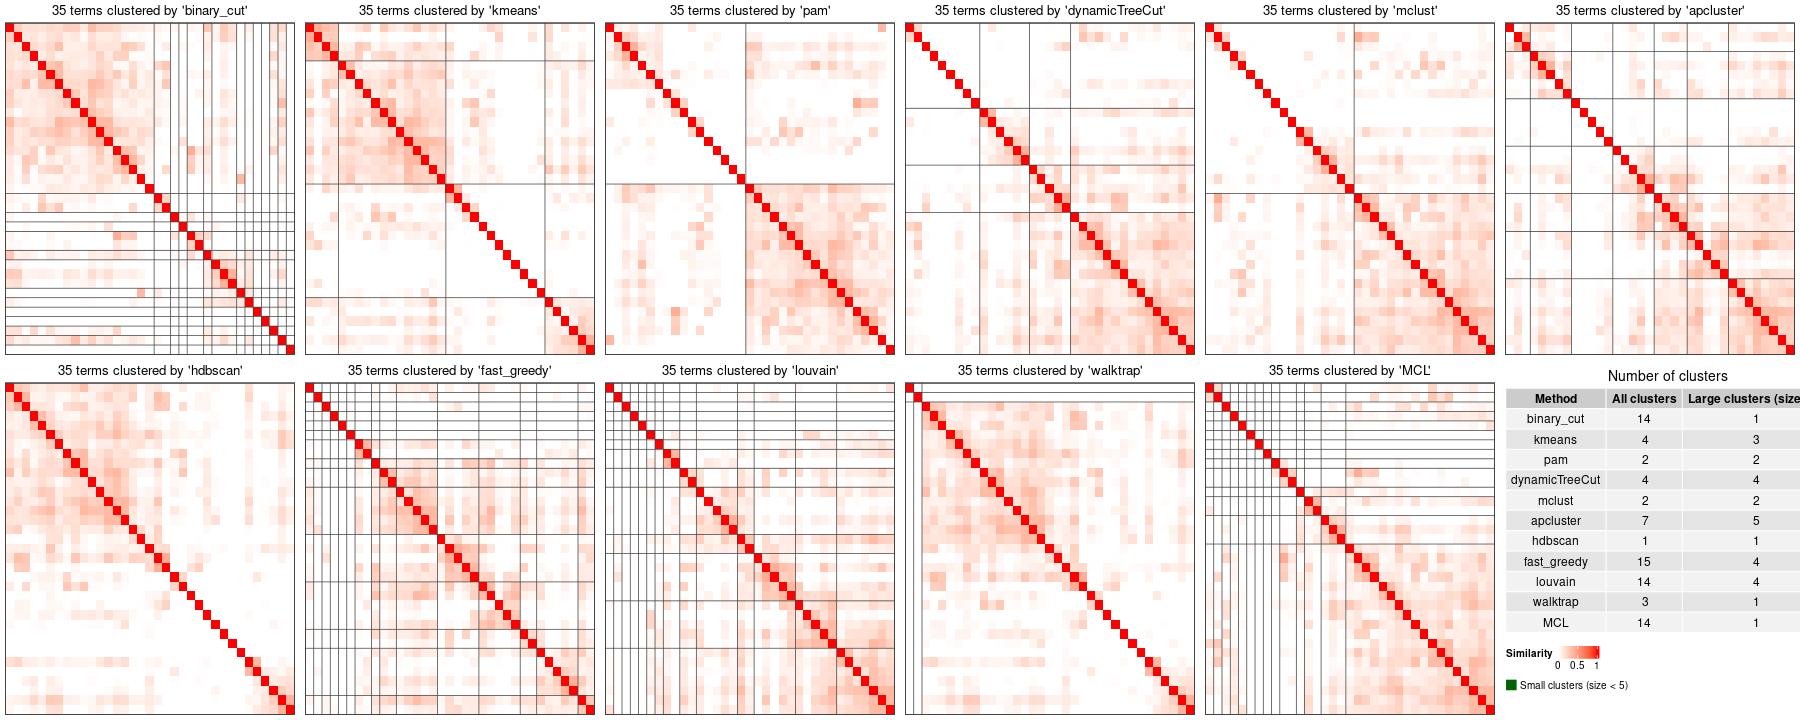 35 terms clustered by 'binary_cut'
35 terms clustered by 'kmeans'
35 terms clustered by 'pam'
35 terms clustered by 'dynamicTreeCut'
35 terms clustered by 'mclust'
35 terms clustered by 'apcluster'
35 terms clustered by 'hdbscan'
35 terms clustered by 'fast_greedy'
35 terms clustered by 'louvain'
35 terms clustered by 'walktrap'
35 terms clustered by 'MCL'
Number of clusters
Method All clusters Large clusters (size
binary_cut 14 1
kmeans 4 3
pam 2 2
dynamicTreeCut 4 4
mclust 2 2
apcluster 7 5
hdbscan 1 1
fast_greedy 15 4
louvain 14 4
walktrap 3 1
MCL 14 1
Similarity
0 0.5 1
Small clusters (size < 5)